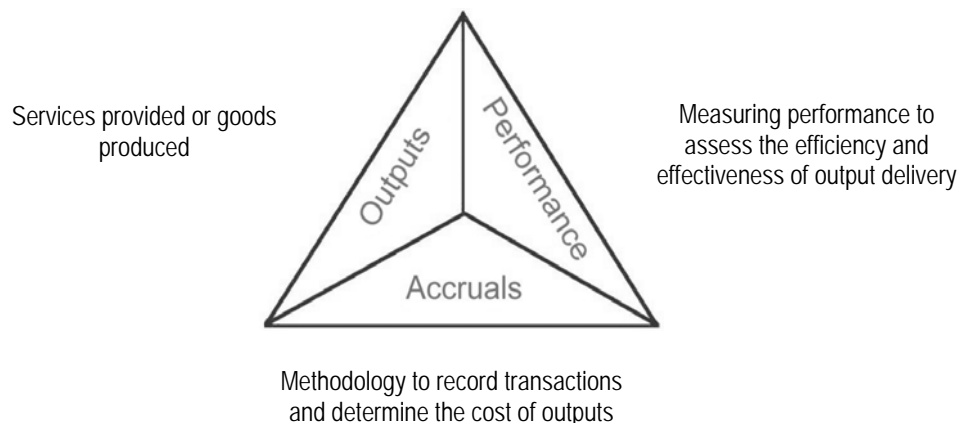 Services provided or goods
produced
Outputs
Performance
Measuring performance to
assess the efficiency and
effectiveness of output delivery
Accruals
Methodology to record transactions
and determine the cost of outputs